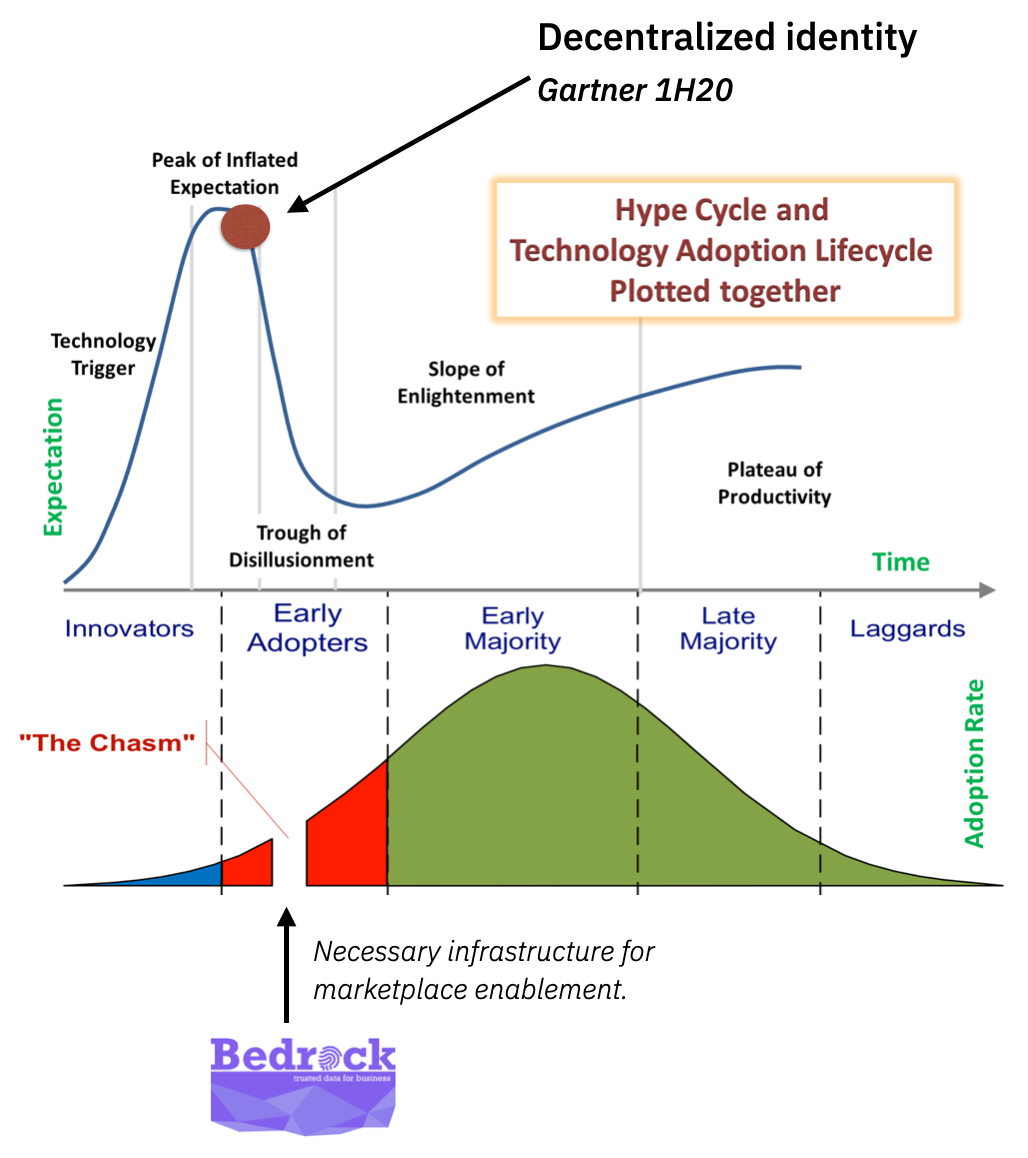 Decentralized identity
Gartner 1H20
Peak of Inflated
Expectation
Hype Cycle and
Technology Adoption Lifecycle
Plotted together
Technology
Trigger
Slope of
Enlightenment
Expectation
Plateau of
Productivity
Trough of
Disillusionment
Time
Innovators
Early
Adopters
Early
Majority
Late
Majority
Laggards
"The Chasm"
Adoption Rate
Necessary infrastructure for
marketplace enablement.
Bedrock
trusted data for business